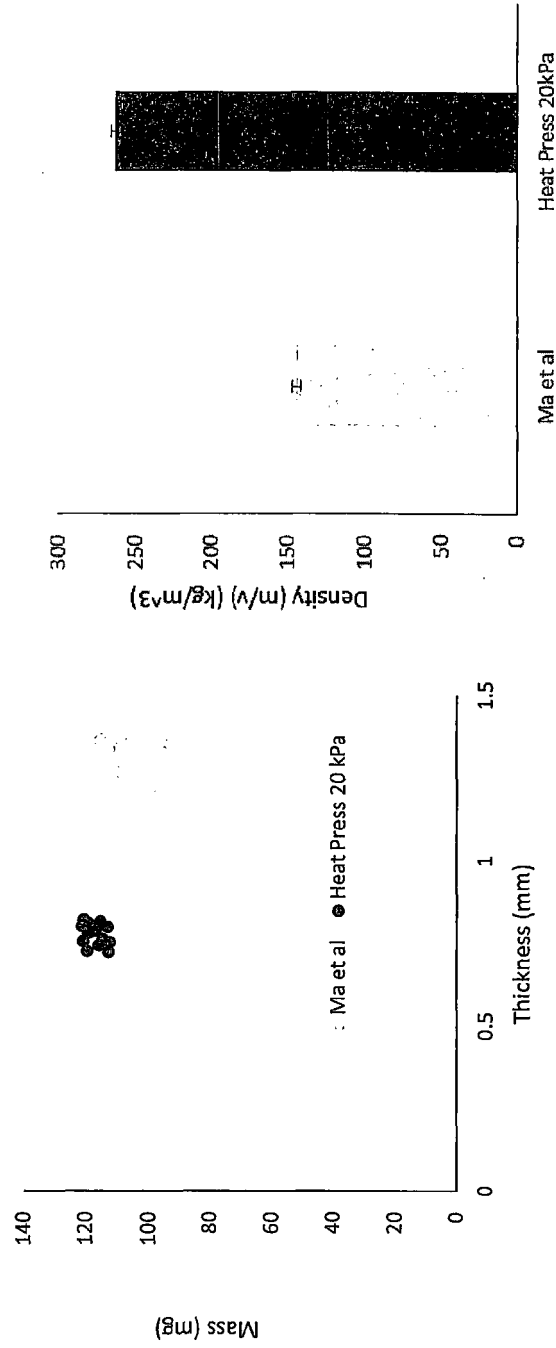 Mass (mg)
140
120
100
80
60
40
20
0
0
0.5
1
1.5
Thickness (mm)
Ma et al
Heat Press 20 kPa
Density (m/v) (kg/m^3)
300
250
200
150
100
50
0
Ma et al
Heat Press 20kPa